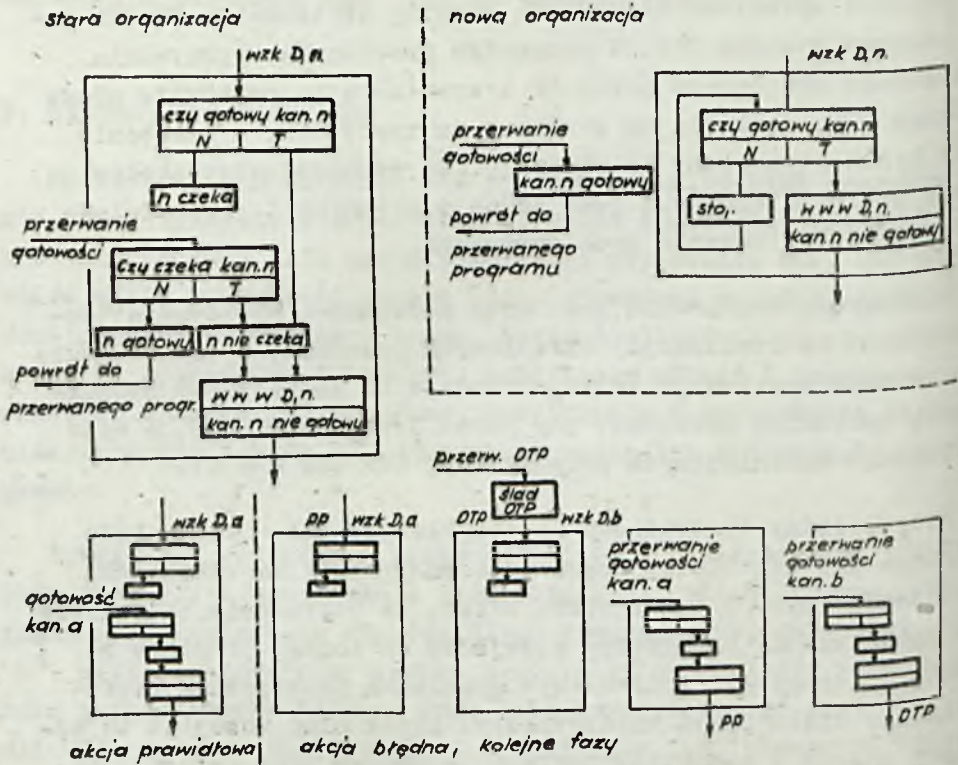 stara organizacja
wzk D,n.
czy gotowy kan.n
N T
n czeka
przerwanie
gotowości
czy czeka kan.n
N T
n gotowy
n nie czeka
powrót do
przerwanego progr.
w w w D,n.
kan. n nie gotowy
nowa organizacja
wzk D,n.
czy gotowy kan.n
N T
przerwanie
gotowości
kan.n gotowy
powrót do
przerwanego
programu
stoj.
w w w D,n.
kan.n nie gotowy
wzk D,a
gotowość
kan.a
akcja prawidłowa
pp
wzk D,a
przerw. OTP
ślad
OTP
OTP
wzk D,b
przerwanie
gotowości
kan. a
pp
przerwanie
gotowości
kan. b
OTP
akcja błędna, kolejne fazy